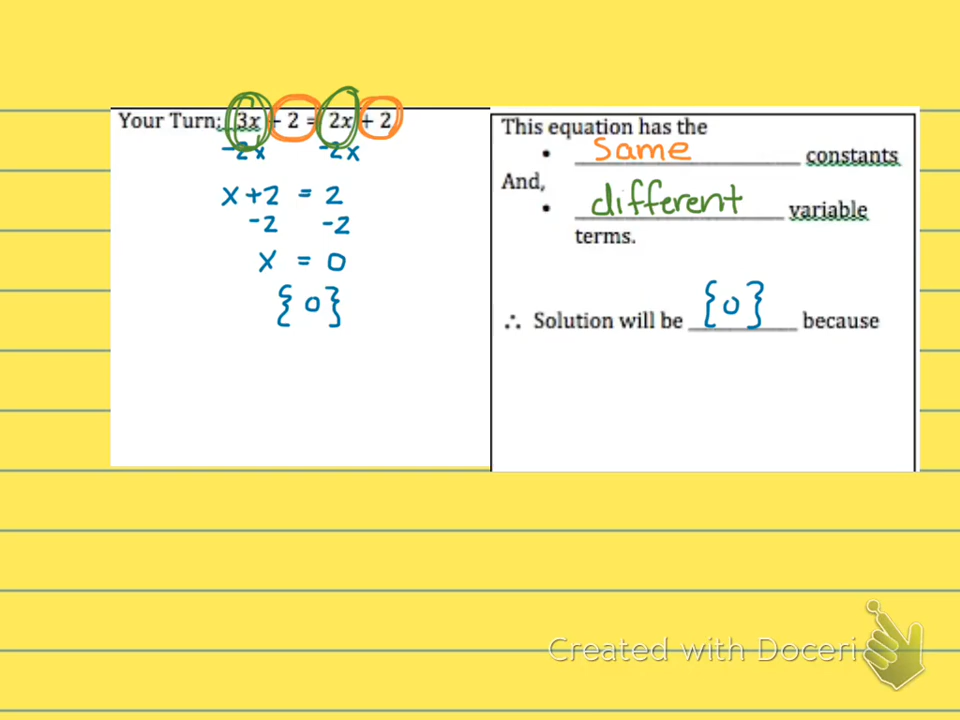 Your Turn: 3x + 2 = 2x + 2
-2x -2x
x + 2 = 2
-2 -2
x = 0
{0}
This equation has the
• same constants
And,
• different variable
terms.
∴ Solution will be {0} because
Created with Doceri